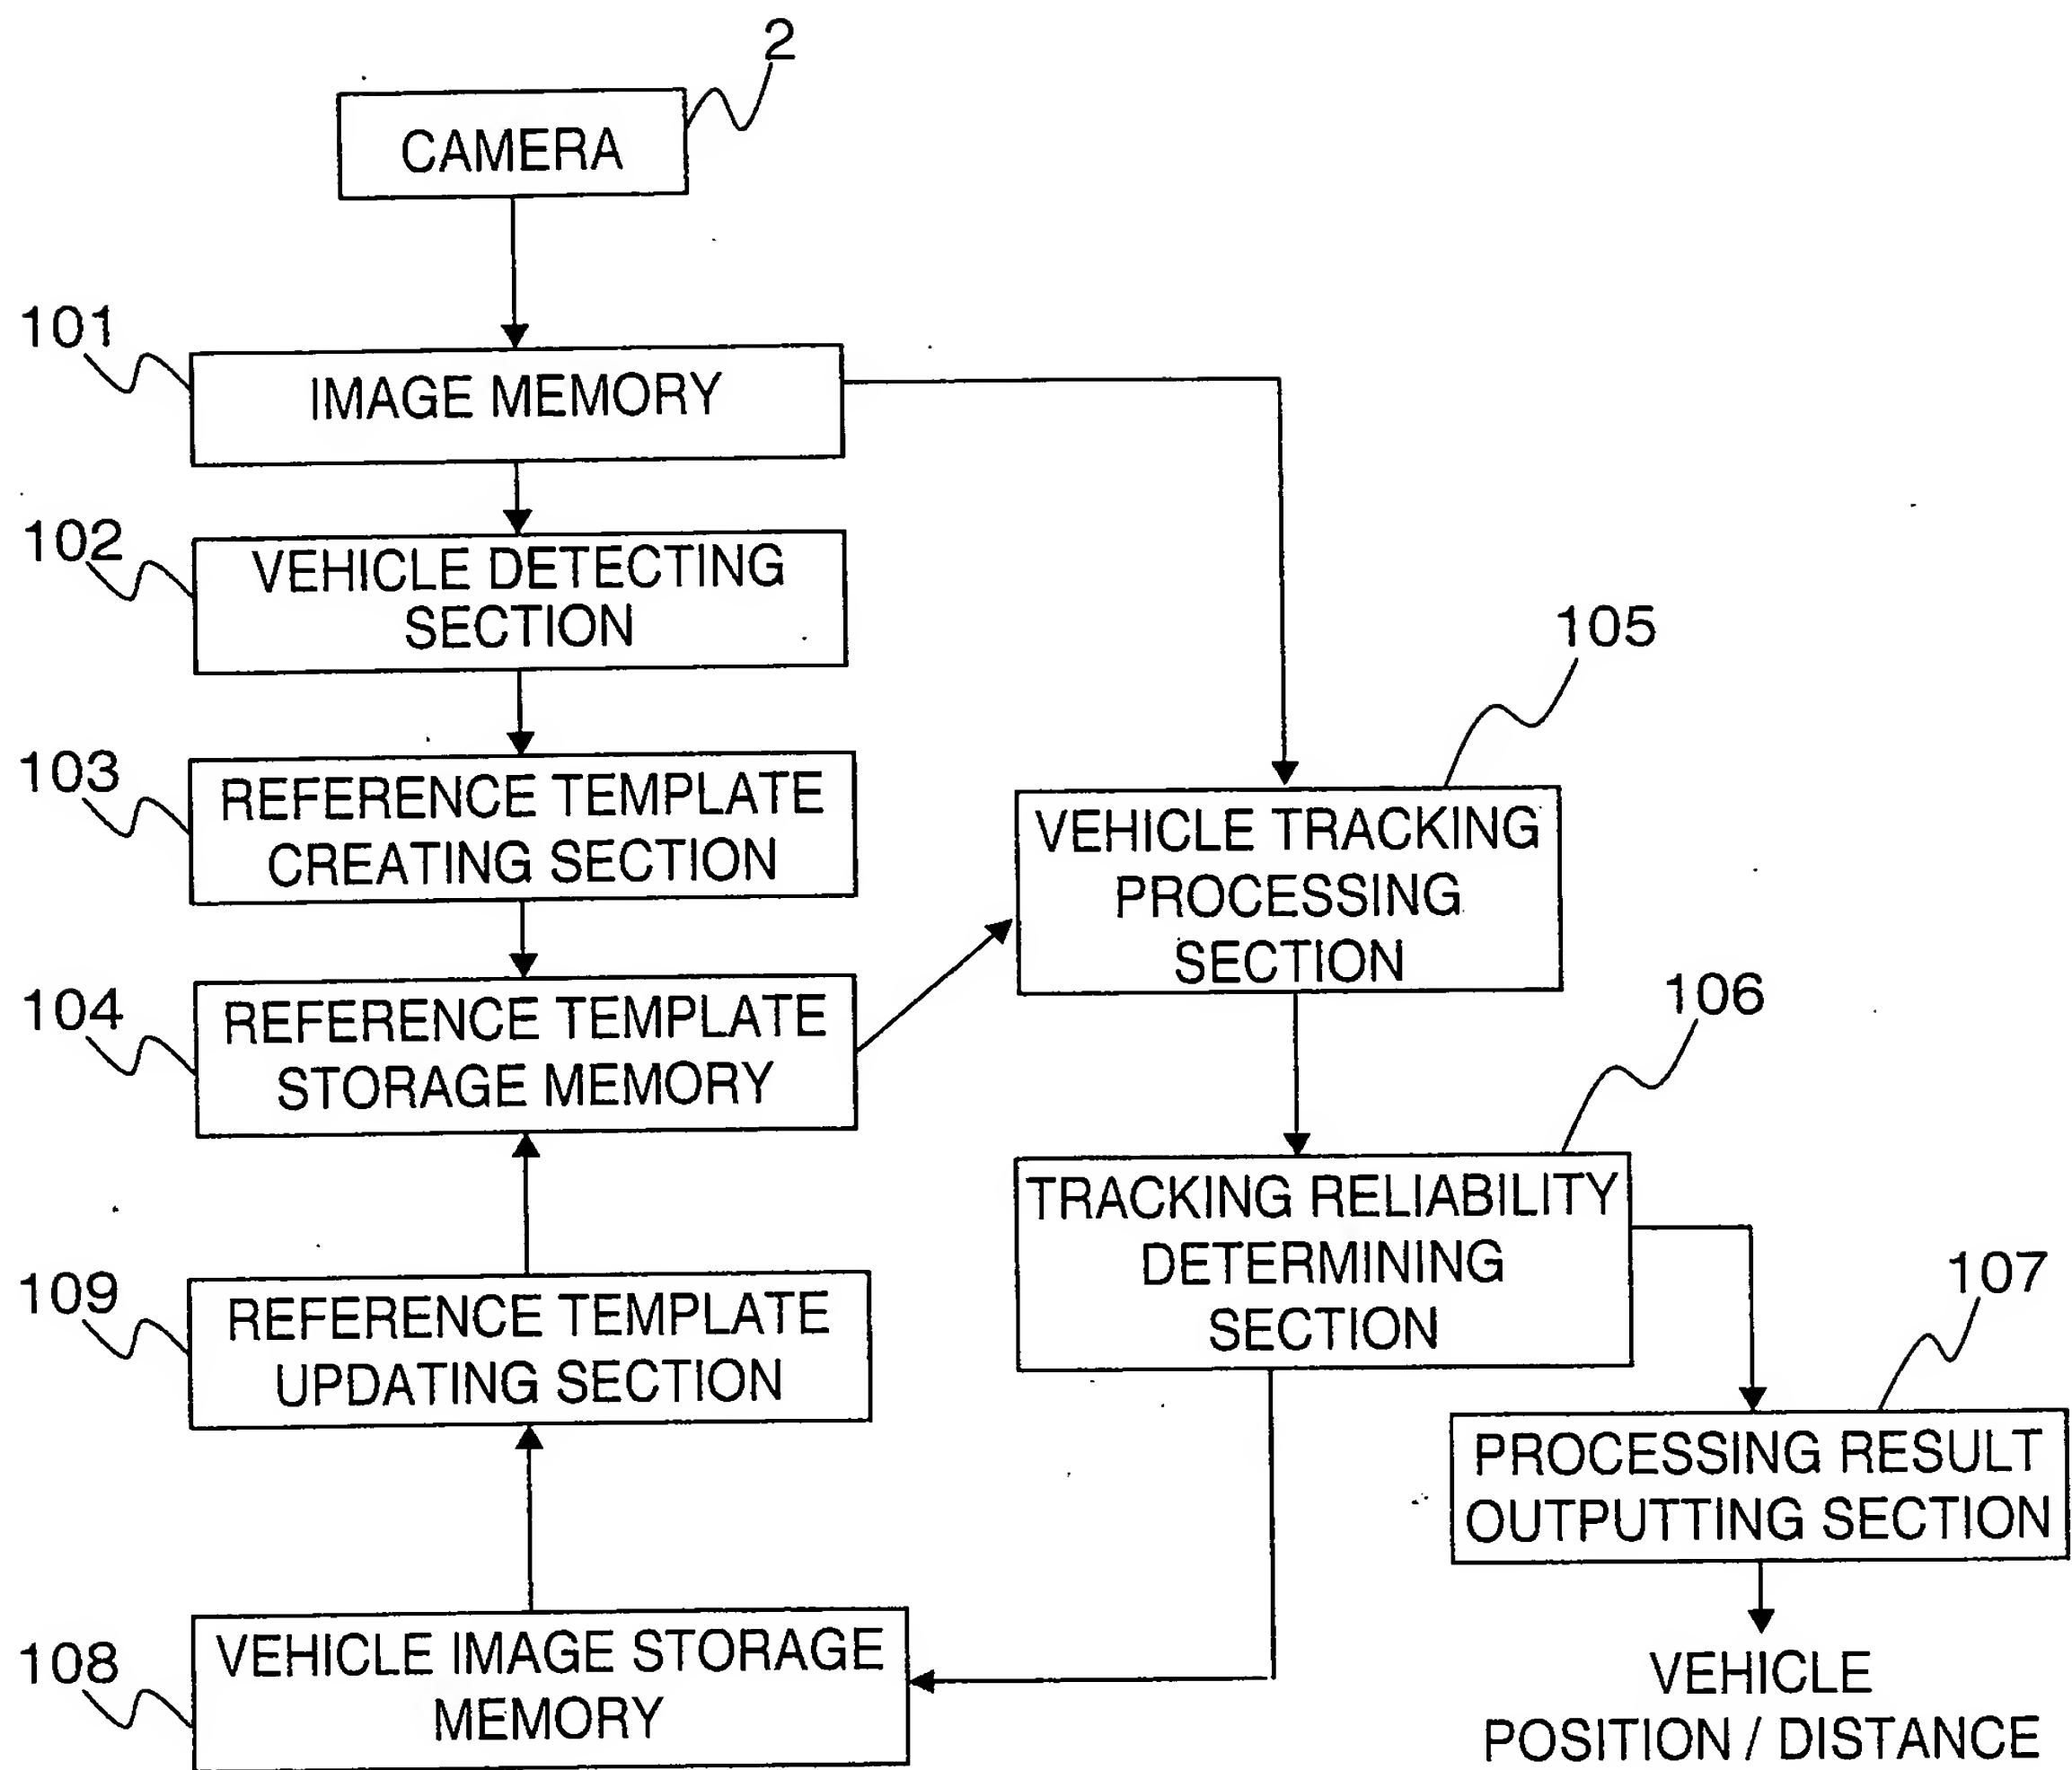 2
CAMERA
101
IMAGE MEMORY
102
VEHICLE DETECTING
SECTION
103
REFERENCE TEMPLATE
CREATING SECTION
104
REFERENCE TEMPLATE
STORAGE MEMORY
109
REFERENCE TEMPLATE
UPDATING SECTION
108
VEHICLE IMAGE STORAGE
MEMORY
105
VEHICLE TRACKING
PROCESSING
SECTION
106
TRACKING RELIABILITY
DETERMINING
SECTION
107
PROCESSING RESULT
OUTPUTTING SECTION
VEHICLE
POSITION / DISTANCE